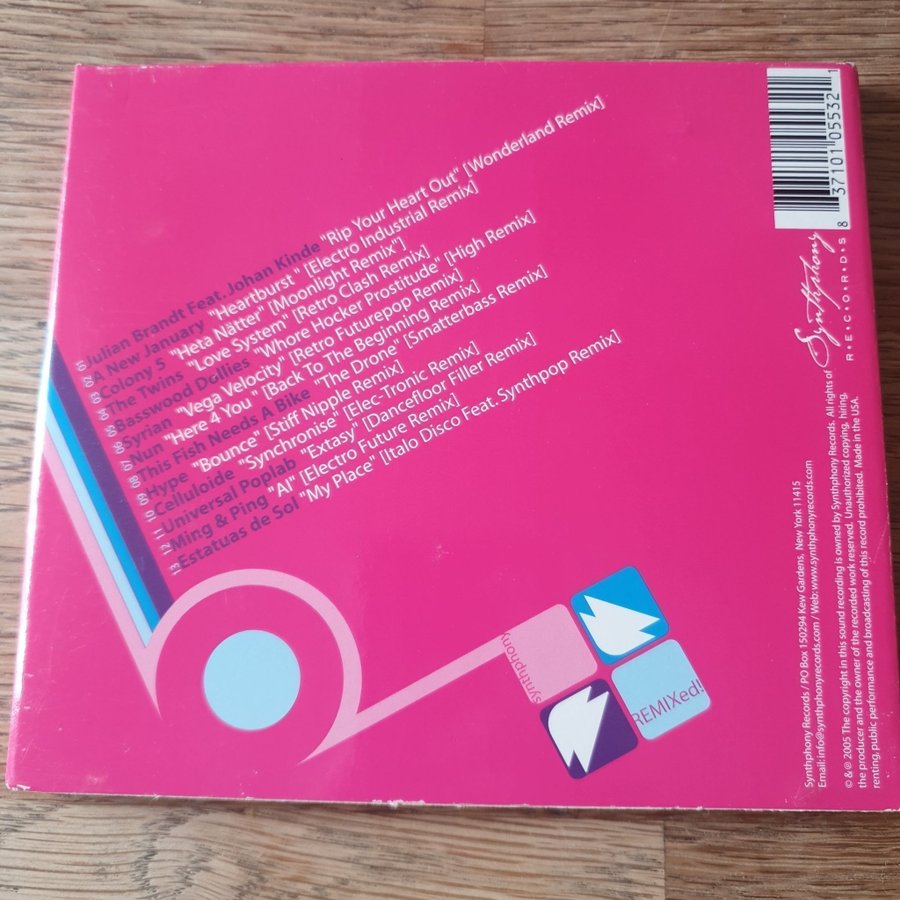 01 Julian Brandt Feat. Johan Kinde "Rip Your Heart Out" [Wonderland Remix]
02 A New January "Heartburst" [Electro Industrial Remix]
03 Colony 5 "Heta Nätter" [Moonlight Remix"]
04 The Twins "Love System" [Retro Clash Remix]
05 Basswood Dollies "Whore Hocker Prostitude" [High Remix]
06 Syrian "Vega Velocity" [Retro Futurepop Remix]
07 Nun "Here 4 You" [Back To The Beginning Remix]
08 This Fish Needs A Bike "The Drone" [Smatterbass Remix]
09 Hype "Bounce" [Stiff Nipple Remix]
10 Celluloide "Synchronise" [Elec-Tronic Remix]
11 Universal Poplab "Extasy" [Dancefloor Filler Remix]
12 Ming & Ping "AI" [Electro Future Remix]
13 Estatuas de Sol "My Place" [Italo Disco Feat. Synthpop Remix]
synthphony
REMIXed!
8 37101 05532 1
Synthphony
R•E•C•O•R•D•S
Synthphony Records / PO Box 150294 Kew Gardens, New York 11415
Email: info@synthphonyrecords.com / Web: www.synthphonyrecords.com
© & ℗ 2005 The copyright in this sound recording is owned by Synthphony Records. All rights of
the producer and the owner of the recorded work reserved. Unauthorized copying, hiring,
renting, public performance and broadcasting of this record prohibited. Made in the USA.